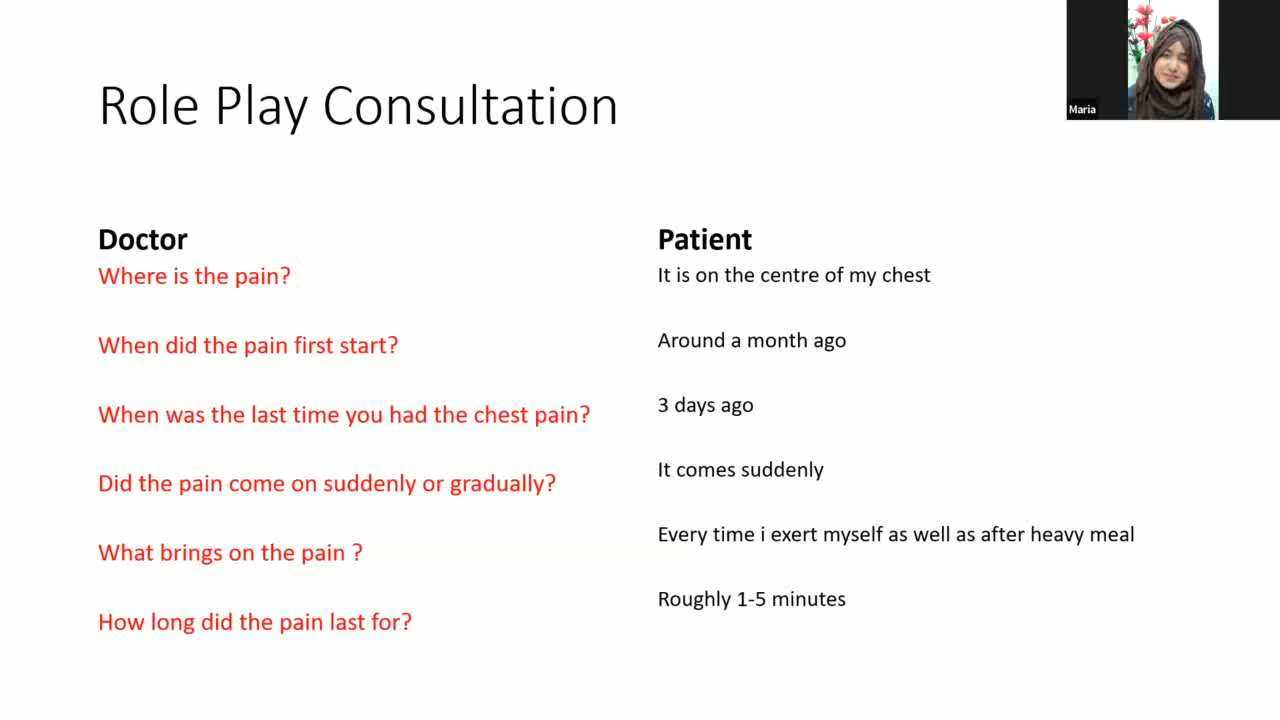 Role Play Consultation
Maria
Doctor
Where is the pain?
When did the pain first start?
When was the last time you had the chest pain?
Did the pain come on suddenly or gradually?
What brings on the pain ?
How long did the pain last for?
Patient
It is on the centre of my chest
Around a month ago
3 days ago
It comes suddenly
Every time i exert myself as well as after heavy meal
Roughly 1-5 minutes